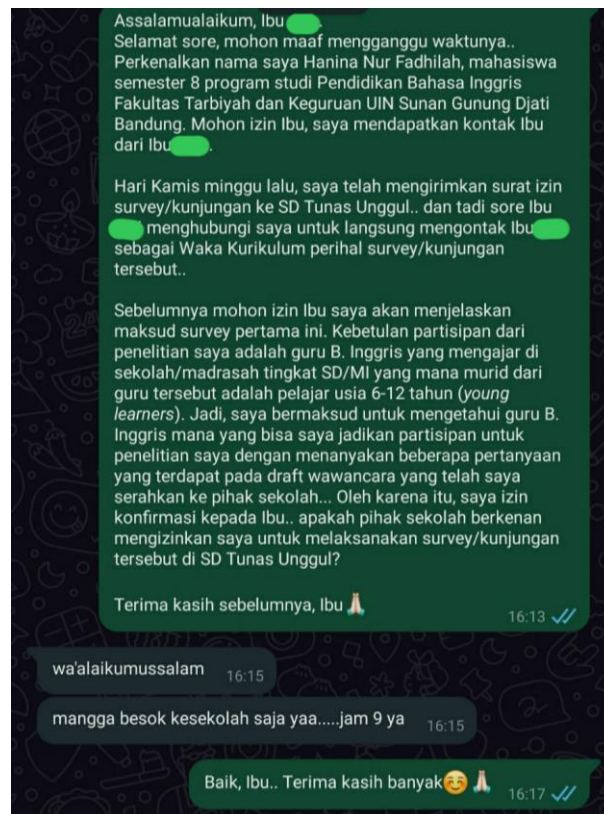 Assalamualaikum, Ibu
Selamat sore, mohon maaf mengganggu waktunya..
Perkenalkan nama saya Hanina Nur Fadhilah, mahasiswa
semester 8 program studi Pendidikan Bahasa Inggris
Fakultas Tarbiyah dan Keguruan UIN Sunan Gunung Djati
Bandung. Mohon izin Ibu, saya mendapatkan kontak Ibu
dari Ibu .
Hari Kamis minggu lalu, saya telah mengirimkan surat izin
survey/kunjungan ke SD Tunas Unggul.. dan tadi sore Ibu
menghubungi saya untuk langsung mengontak Ibu
sebagai Waka Kurikulum perihal survey/kunjungan
tersebut..
Sebelumnya mohon izin Ibu saya akan menjelaskan
maksud survey pertama ini. Kebetulan partisipan dari
penelitian saya adalah guru B. Inggris yang mengajar di
sekolah/madrasah tingkat SD/MI yang mana murid dari
guru tersebut adalah pelajar usia 6-12 tahun (young
learners). Jadi, saya bermaksud untuk mengetahui guru B.
Inggris mana yang bisa saya jadikan partisipan untuk
penelitian saya dengan menanyakan beberapa pertanyaan
yang terdapat pada draft wawancara yang telah saya
serahkan ke pihak sekolah... Oleh karena itu, saya izin
konfirmasi kepada Ibu.. apakah pihak sekolah berkenan
mengizinkan saya untuk melaksanakan survey/kunjungan
tersebut di SD Tunas Unggul?
Terima kasih sebelumnya, Ibu 🙏🏻
16:13
wa'alaikumussalam 16:15
mangga besok kesekolah saja yaa.....jam 9 ya 16:15
Baik, Ibu.. Terima kasih banyak☺️🙏🏻 16:17